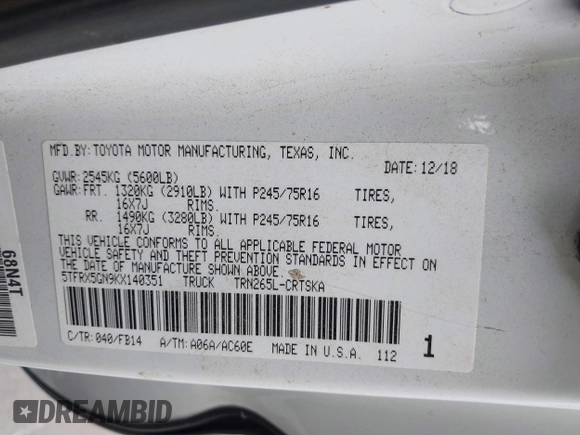 MFD.BY:TOYOTA MOTOR MANUFACTURING, TEXAS, INC.
DATE:12/18
GVWR:2545KG (5600LB)
GAWR:FRT. 1320KG (2910LB) WITH P245/75R16 TIRES,
16X7J RIMS.
RR. 1490KG (3280LB) WITH P245/75R16 TIRES,
16X7J RIMS.
THIS VEHICLE CONFORMS TO ALL APPLICABLE FEDERAL MOTOR
VEHICLE SAFETY AND THEFT PREVENTION STANDARDS IN EFFECT ON
THE DATE OF MANUFACTURE SHOWN ABOVE.
5TFRX5GN9KX140351 TRUCK TRN265L-CRTSKA
C/TR:040/FB14 A/TM:A06A/AC60E MADE IN U.S.A. 112 1
68N4T
DREAMBID